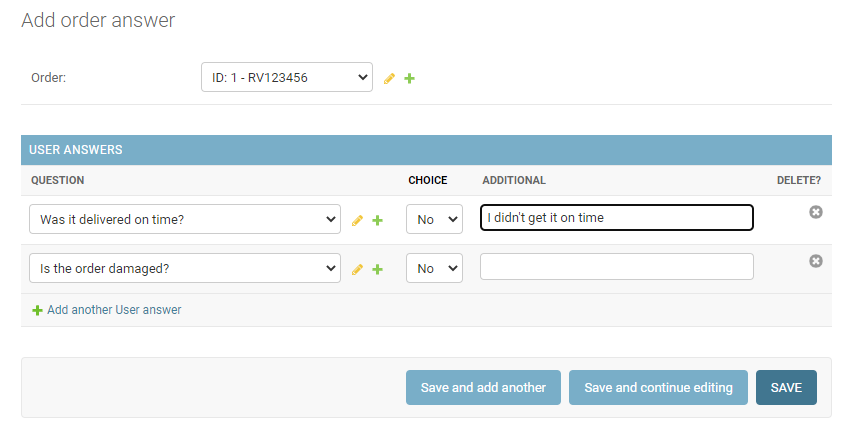 Add order answer
Order: ID: 1 - RV123456
USER ANSWERS
QUESTION CHOICE ADDITIONAL DELETE?
Was it delivered on time? No I didn't get it on time
Is the order damaged? No
Add another User answer
Save and add another Save and continue editing SAVE